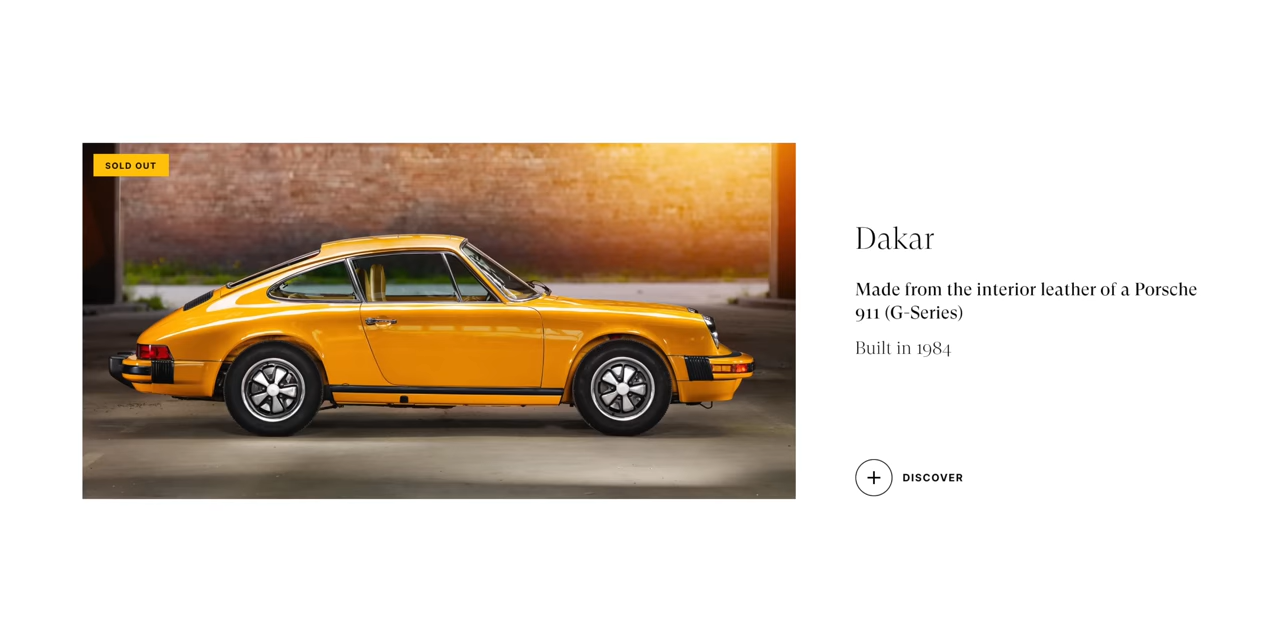 SOLD OUT
Dakar
Made from the interior leather of a Porsche
911 (G-Series)
Built in 1984
DISCOVER